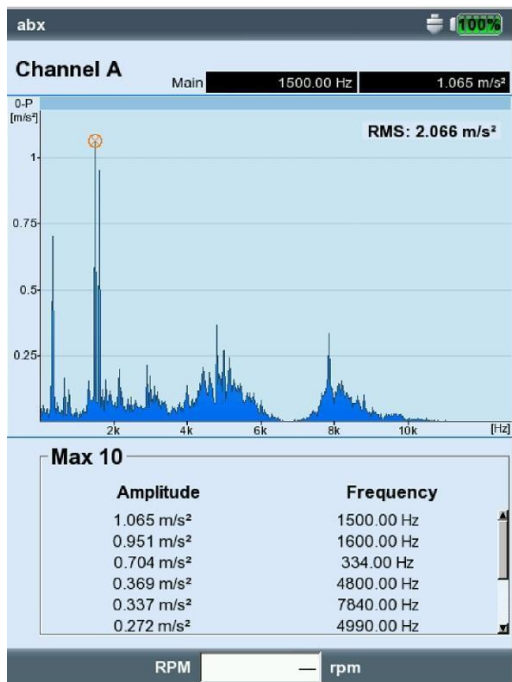 abx 100%
Channel A Main 1500.00 Hz 1.065 m/s²
0-P
[m/s²]
RMS: 2.066 m/s²
1
0.75
0.5
0.25
2k 4k 6k 8k 10k [Hz]
Max 10
Amplitude Frequency
1.065 m/s² 1500.00 Hz
0.951 m/s² 1600.00 Hz
0.704 m/s² 334.00 Hz
0.369 m/s² 4800.00 Hz
0.337 m/s² 7840.00 Hz
0.272 m/s² 4990.00 Hz
RPM — rpm